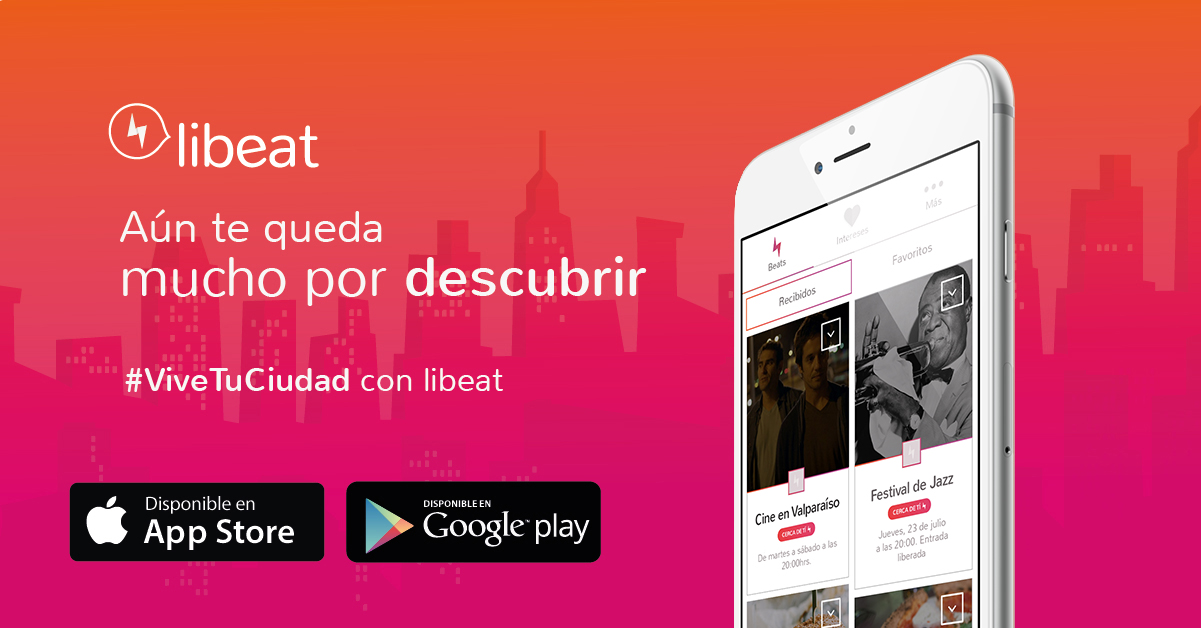 libeat
Aún te queda
mucho por descubrir
#ViveTuCiudad con libeat
Disponible en
App Store
DISPONIBLE EN
Google play
Beats
Intereses
Más
Recibidos
Favoritos
Cine en Valparaíso
CERCA DE TÍ
De martes a sábado a las
20:00hrs.
Festival de Jazz
CERCA DE TÍ
Jueves, 23 de julio
a las 20:00. Entrada
liberada